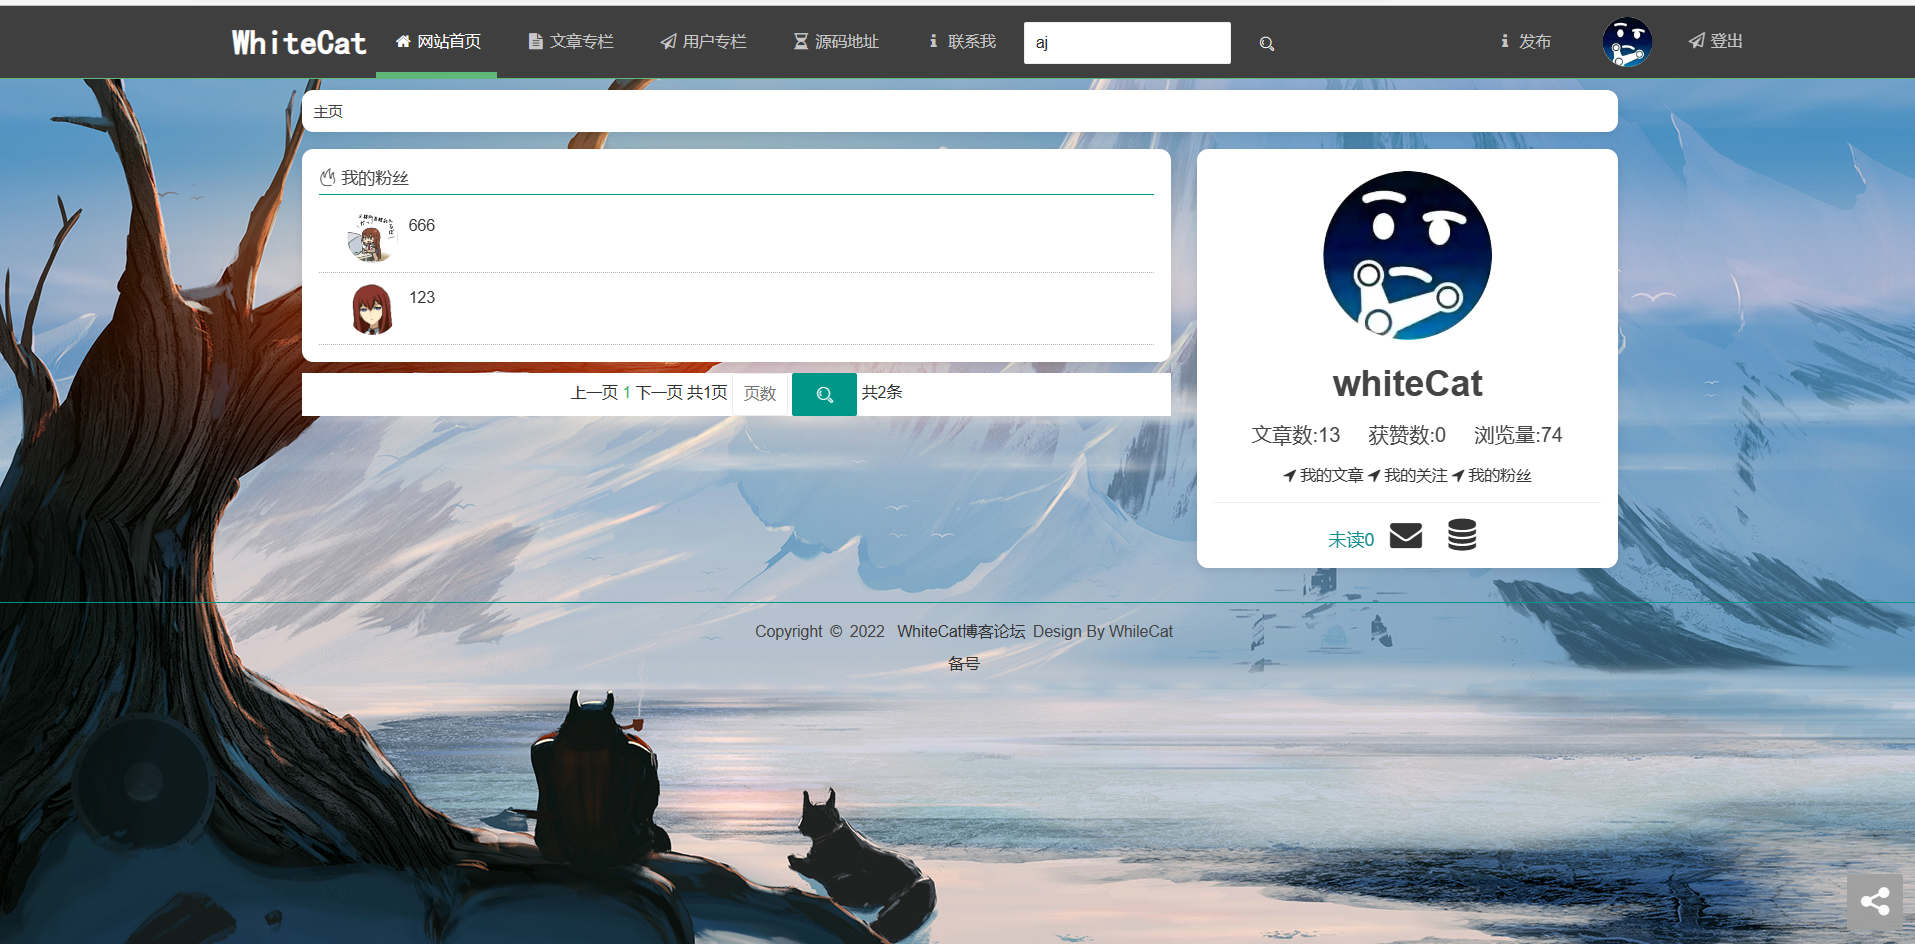 WhiteCat 网站首页 文章专栏 用户专栏 源码地址 联系我 aj 发布 登出
主页
我的粉丝
666
123
上一页 1 下一页 共1页 页数 共2条
whiteCat
文章数:13 获赞数:0 浏览量:74
我的文章 我的关注 我的粉丝
未读0
Copyright © 2022 WhiteCat博客论坛 Design By WhileCat
备号